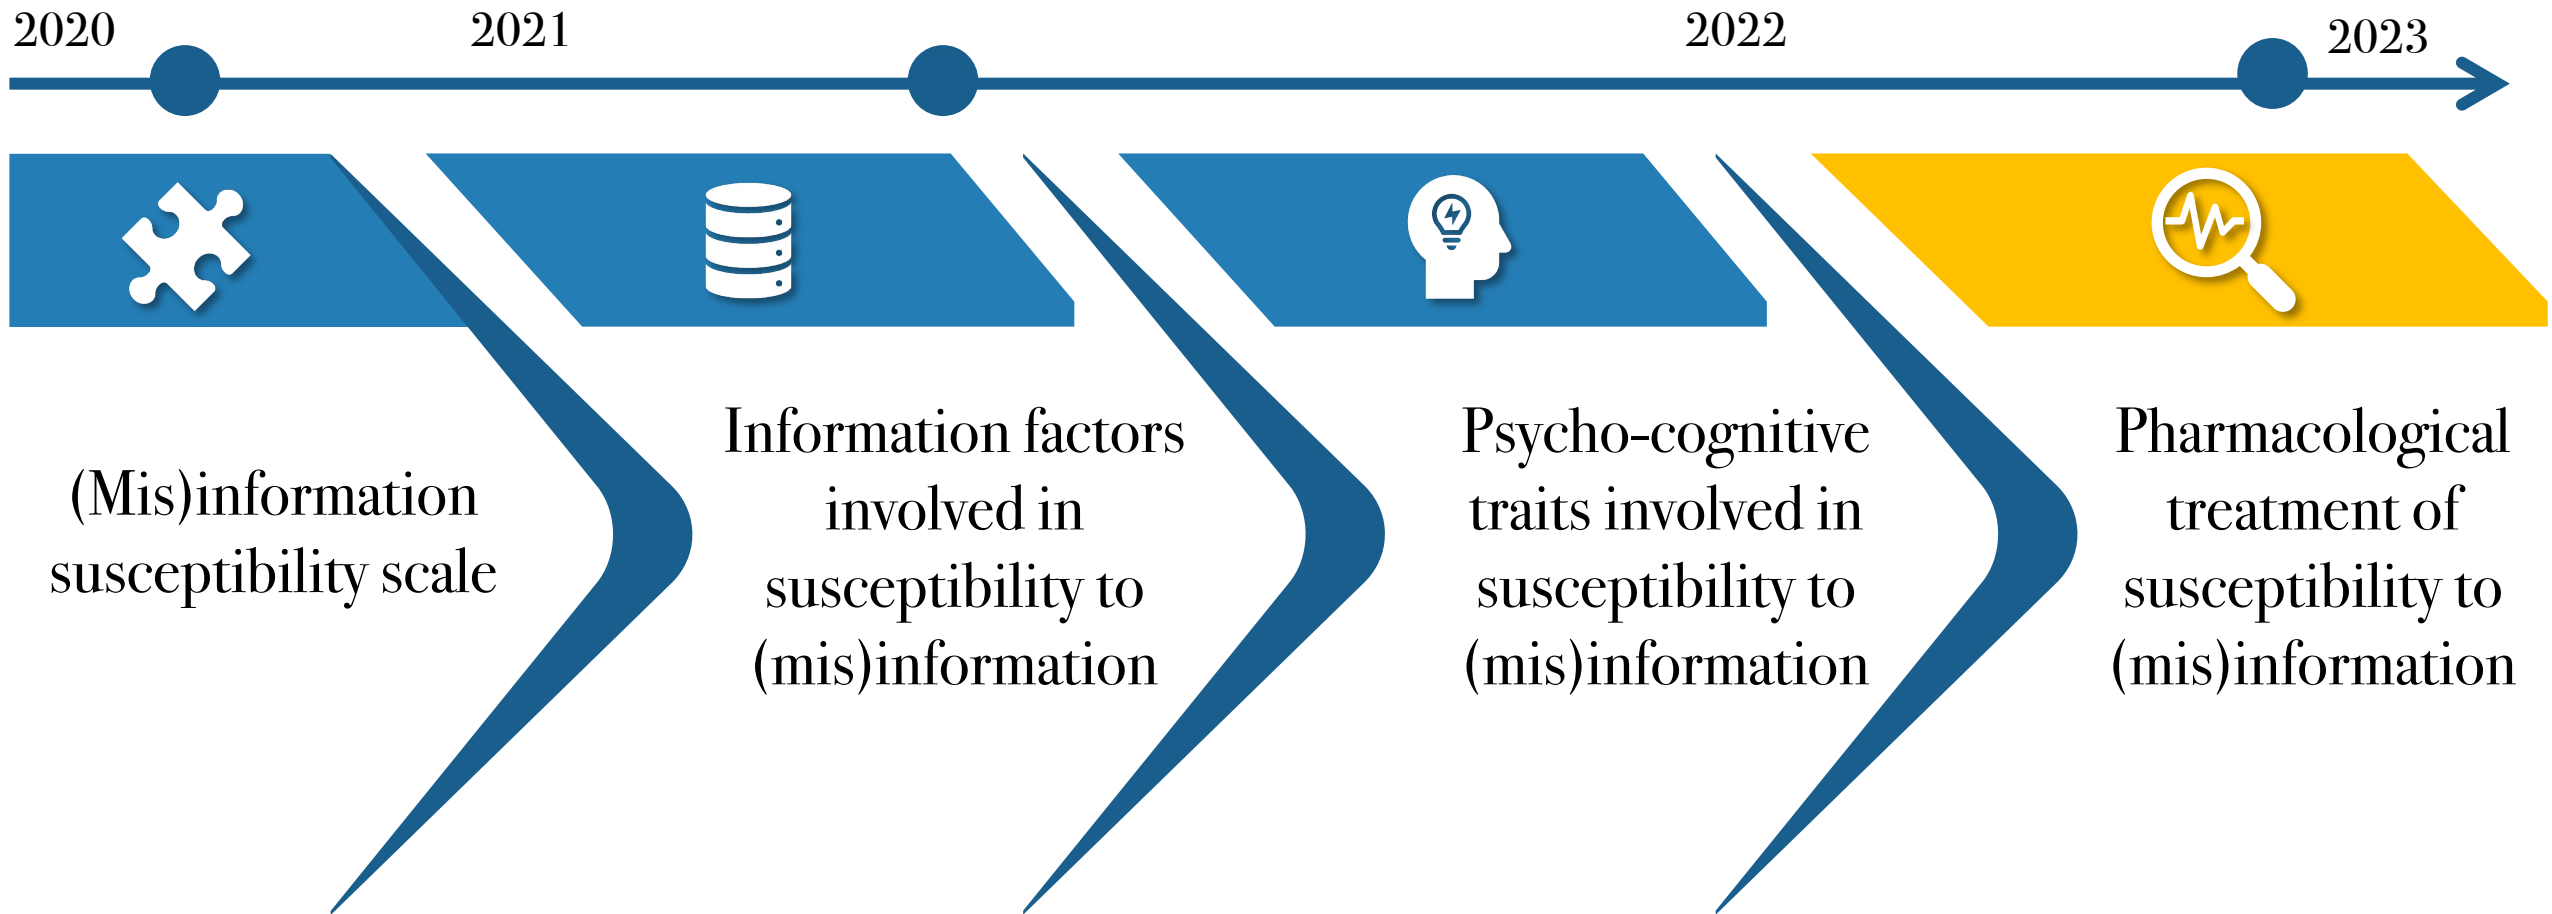 2020
2021
2022
2023
(Mis)information
susceptibility scale
Information factors
involved in
susceptibility to
(mis)information
Psycho-cognitive
traits involved in
susceptibility to
(mis)information
Pharmacological
treatment of
susceptibility to
(mis)information